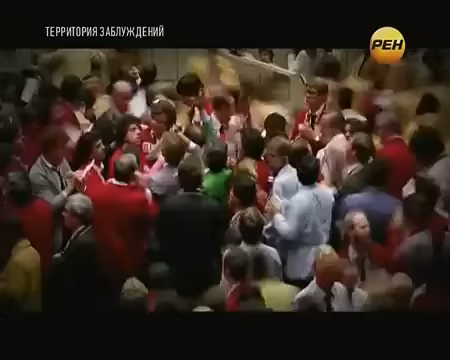 ТЕРРИТОРИЯ ЗАБЛУЖДЕНИЙ
РЕН